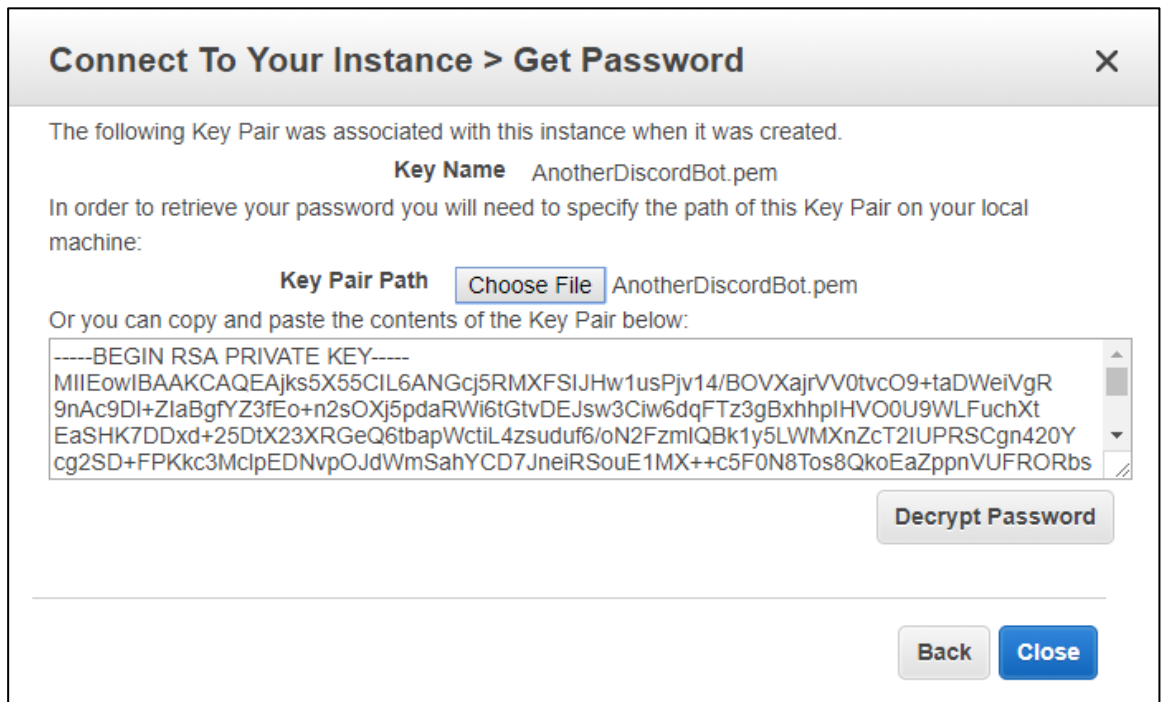 Connect To Your Instance > Get Password
The following Key Pair was associated with this instance when it was created.
Key Name AnotherDiscordBot.pem
In order to retrieve your password you will need to specify the path of this Key Pair on your local
machine:
Key Pair Path Choose File AnotherDiscordBot.pem
Or you can copy and paste the contents of the Key Pair below:
-----BEGIN RSA PRIVATE KEY-----
MIIEowIBAAKCAQEAjks5X55CIL6ANGcj5RMXFSIJHw1usPjv14/BOVXajrVV0tvcO9+taDWeiVgR
9nAc9DI+ZIaBgfYZ3fEo+n2sOXj5pdaRWi6tGtvDEJsw3Ciw6dqFTz3gBxhhpIHVO0U9WLFuchXt
EaSHK7DDxd+25DtX23XRGeQ6tbapWctiL4zsuduf6/oN2FzmlQBk1y5LWMXnZcT2IUPRSCgn420Y
cg2SD+FPKkc3McIpEDNvpOJdWmSahYCD7JneiRSouE1MX++c5F0N8Tos8QkoEaZppnVUFRORbs
Decrypt Password
Back Close